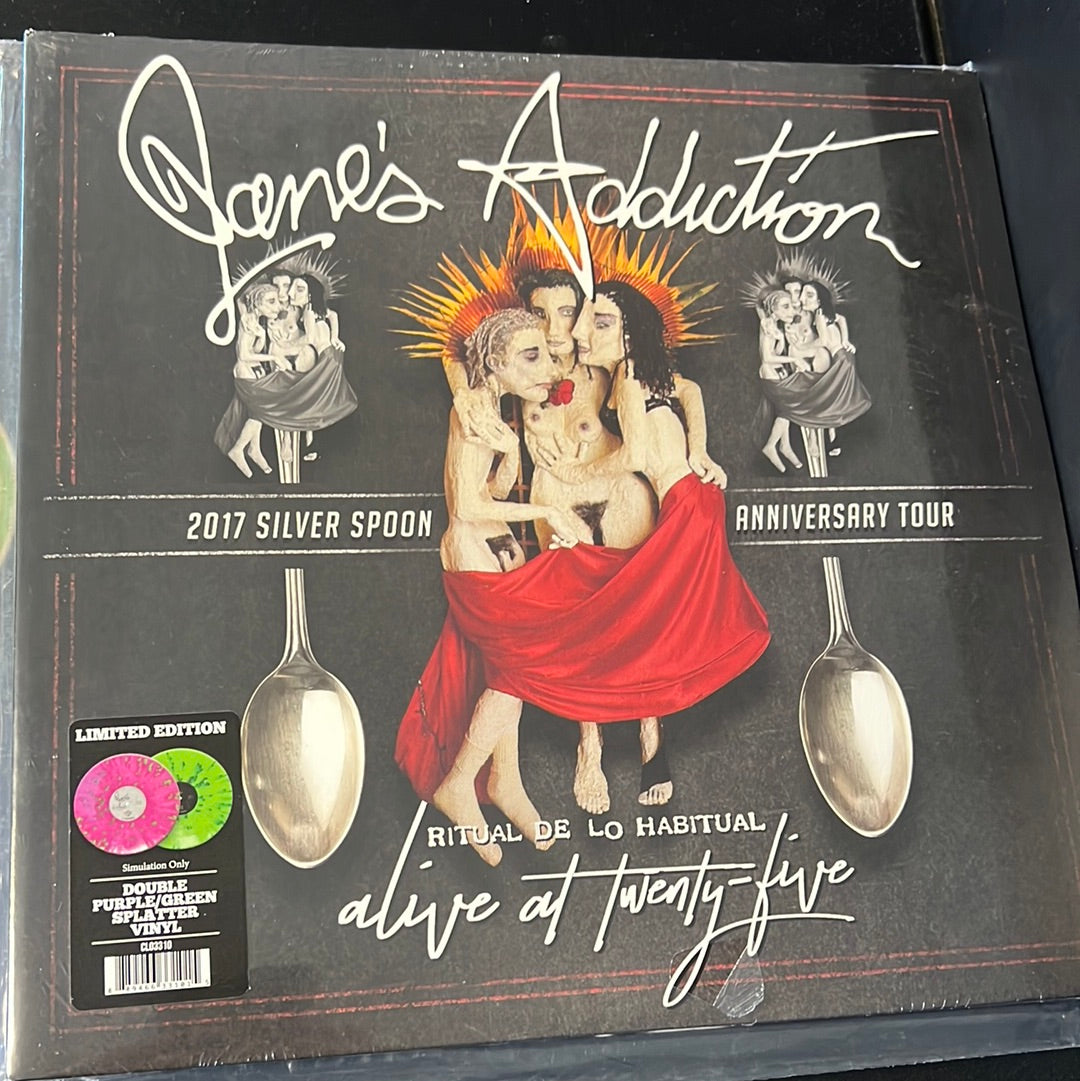 Jane's Addiction
2017 SILVER SPOON ANNIVERSARY TOUR
RITUAL DE LO HABITUAL
alive at twenty-five
LIMITED EDITION
Simulation Only
DOUBLE
PURPLE/GREEN
SPLATTER
VINYL
CLO3310